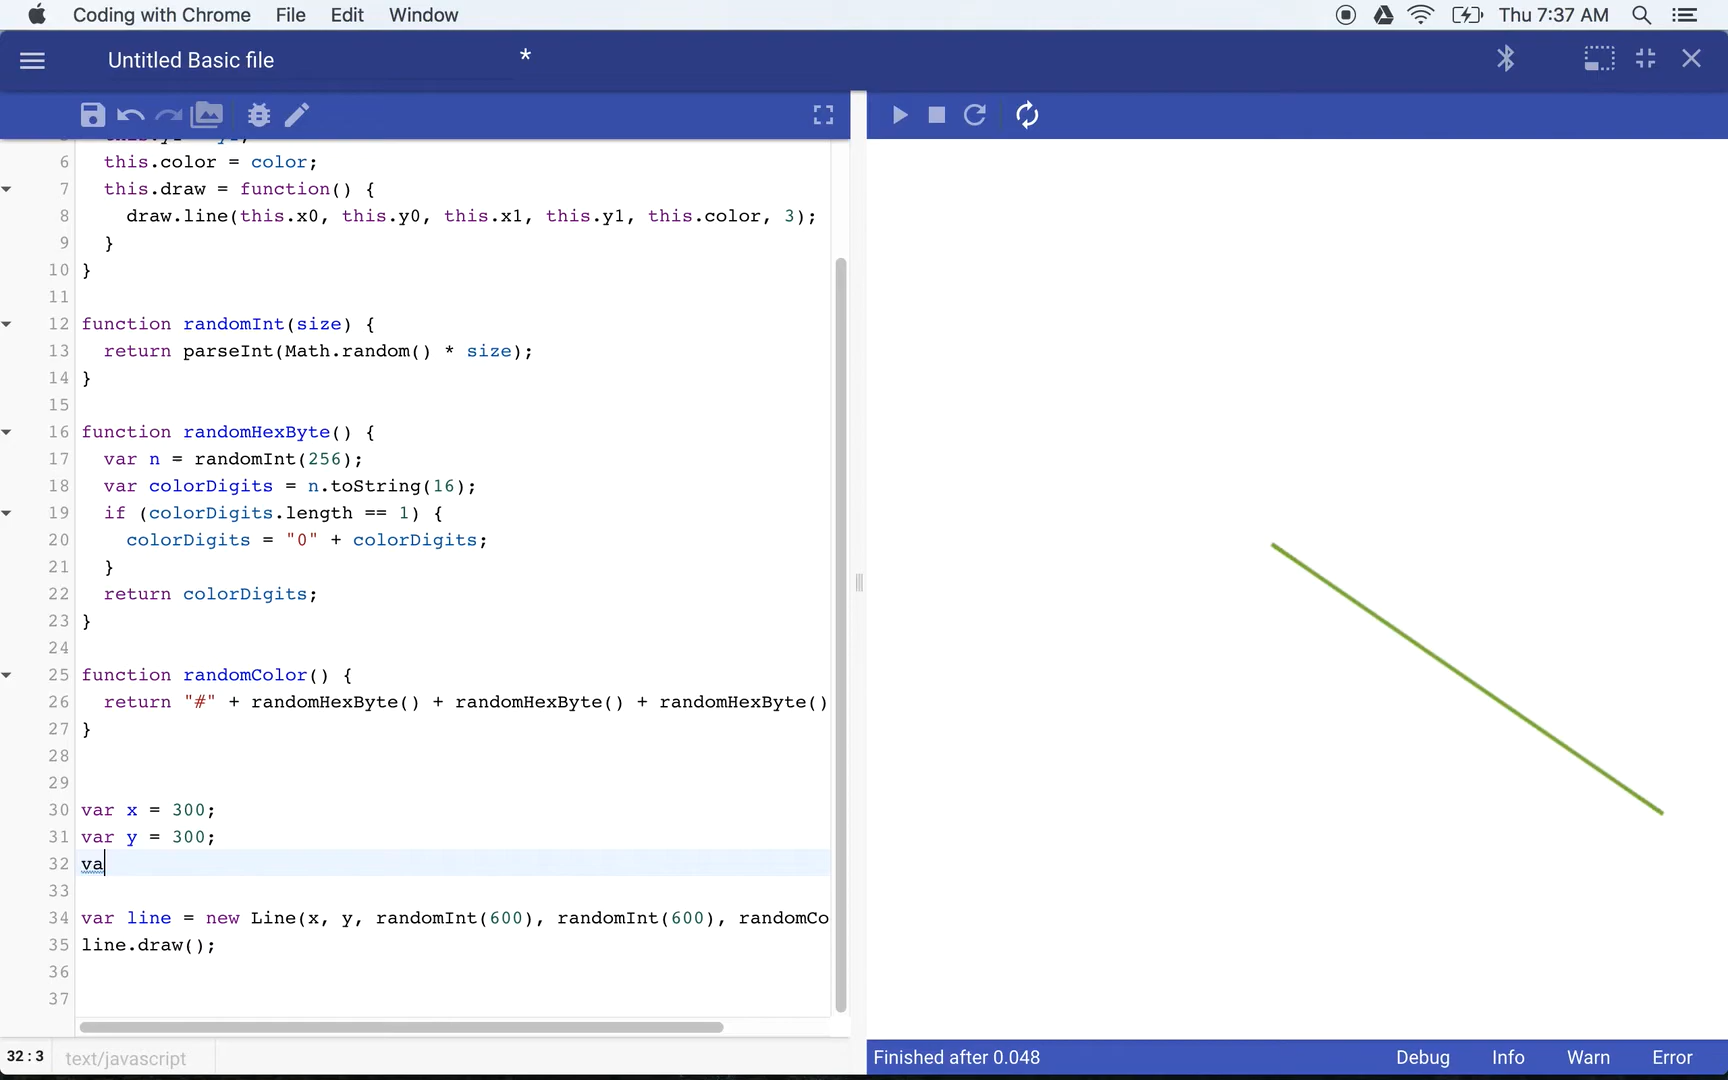 Coding with Chrome File Edit Window Thu 7:37 AM
Untitled Basic file *
6 this.color = color;
7 this.draw = function() {
8 draw.line(this.x0, this.y0, this.x1, this.y1, this.color, 3);
9 }
10 }
11
12 function randomInt(size) {
13 return parseInt(Math.random() * size);
14 }
15
16 function randomHexByte() {
17 var n = randomInt(256);
18 var colorDigits = n.toString(16);
19 if (colorDigits.length == 1) {
20 colorDigits = "0" + colorDigits;
21 }
22 return colorDigits;
23 }
24
25 function randomColor() {
26 return "#" + randomHexByte() + randomHexByte() + randomHexByte()
27 }
28
29
30 var x = 300;
31 var y = 300;
32 va
33
34 var line = new Line(x, y, randomInt(600), randomInt(600), randomCo
35 line.draw();
36
37
32 : 3 text/javascript
Finished after 0.048 Debug Info Warn Error